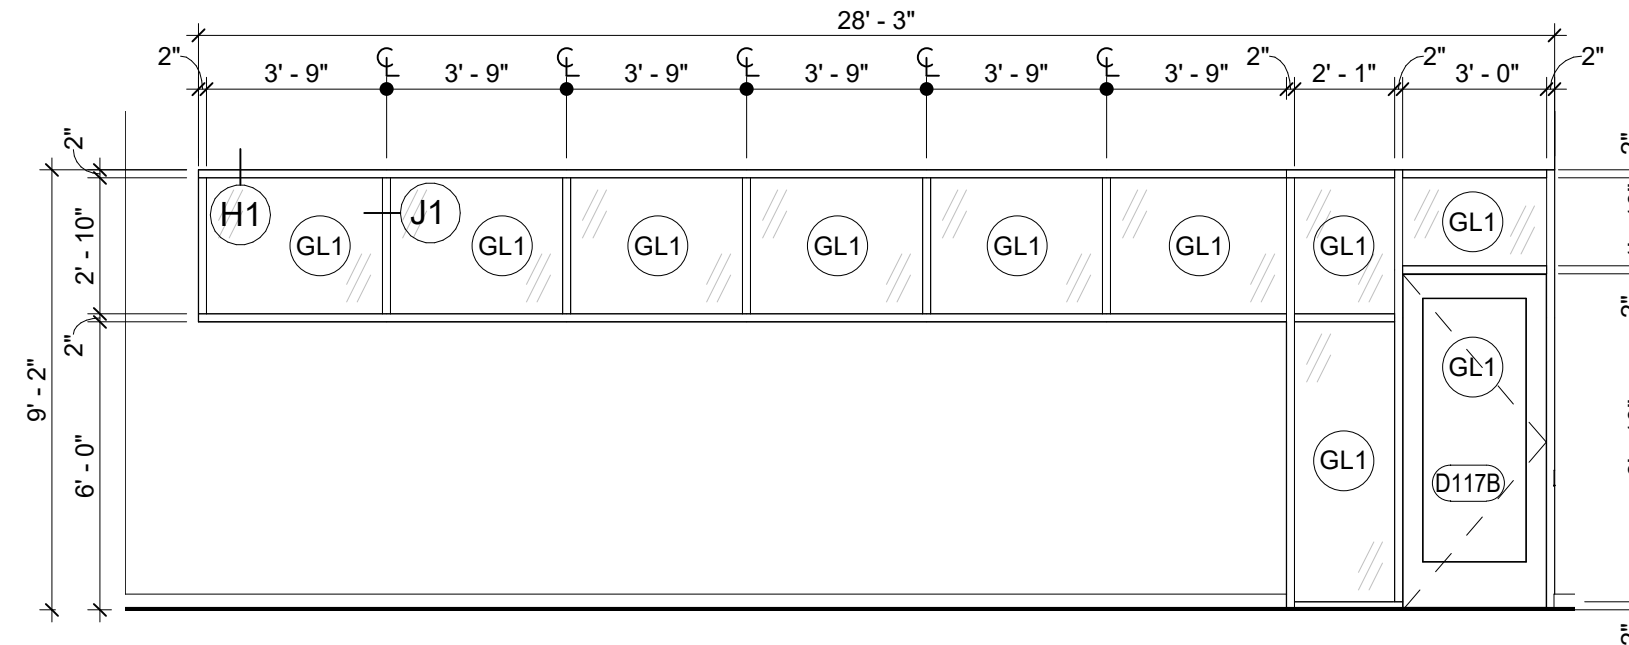 28' - 3"
2" 3' - 9" 3' - 9" 3' - 9" 3' - 9" 3' - 9" 3' - 9" 2" 2' - 1" 2" 3' - 0" 2"
2"
2' - 10"
2"
9' - 2"
6' - 0"
H1 J1
GL1 GL1 GL1 GL1 GL1 GL1 GL1 GL1
GL1
GL1
D117B